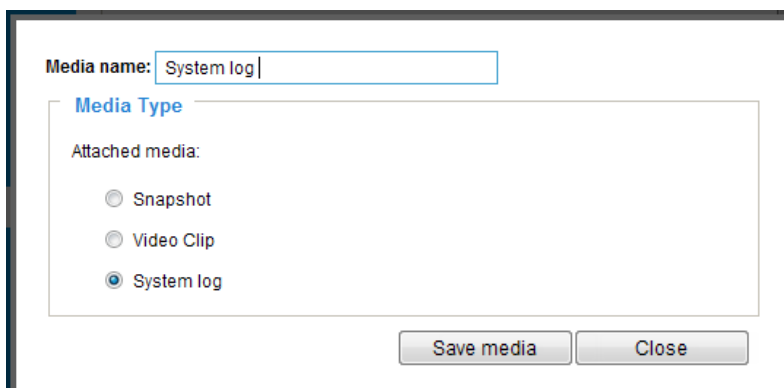 Media name: System log
Media Type
Attached media:
Snapshot
Video Clip
System log
Save media Close